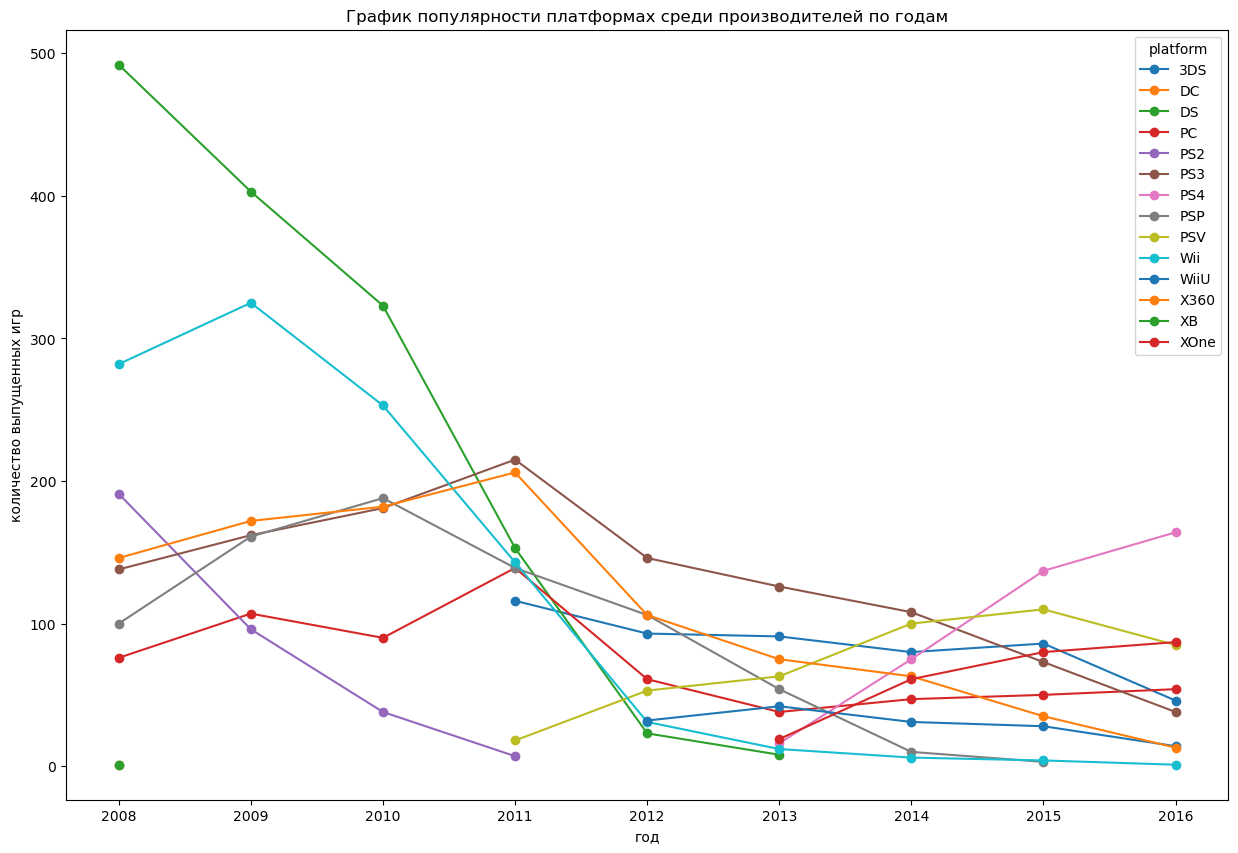 График популярности платформах среди производителей по годам
количество выпущенных игр
500
400
300
200
100
0
2008 2009 2010 2011 2012 2013 2014 2015 2016
год
platform
3DS
DC
DS
PC
PS2
PS3
PS4
PSP
PSV
Wii
WiiU
X360
XB
XOne